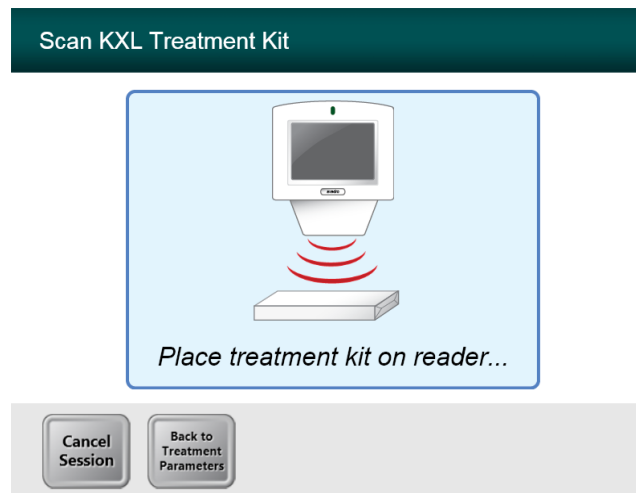 Scan KXL Treatment Kit
Place treatment kit on reader...
Cancel
Session
Back to
Treatment
Parameters